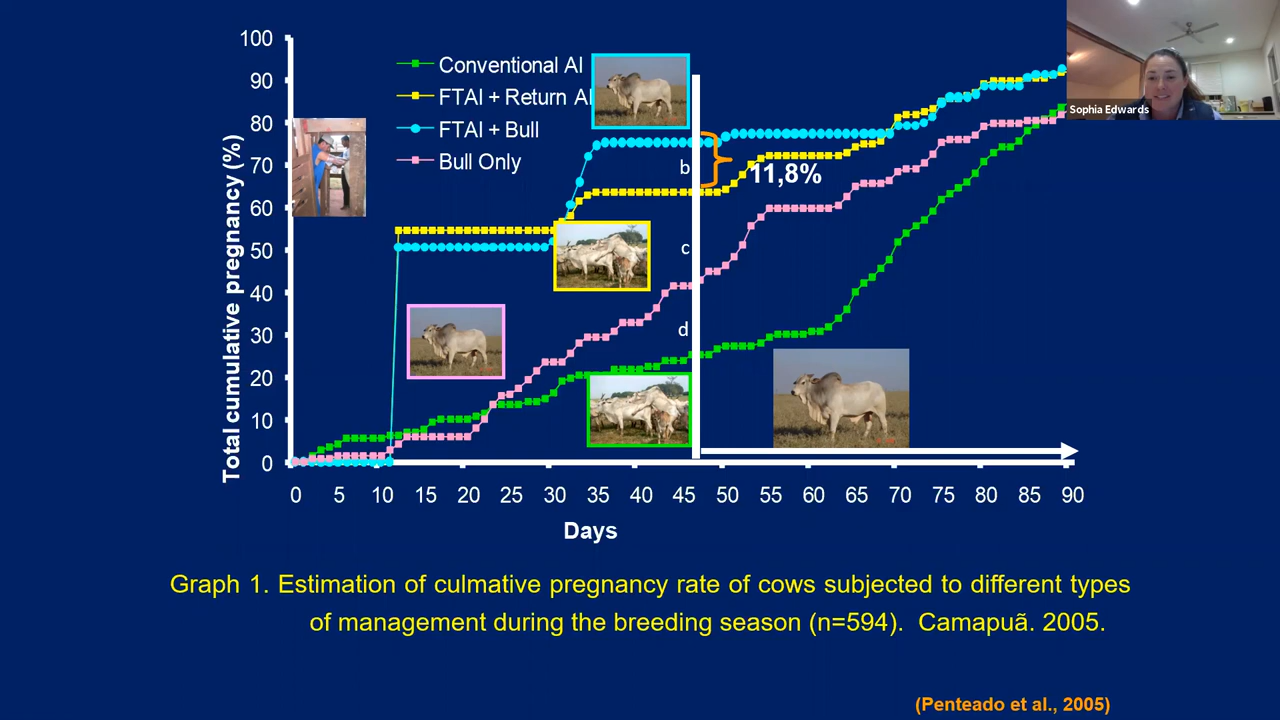 Total cumulative pregnancy (%)
100
90
80
70
60
50
40
30
20
10
0
Conventional AI
FTAI + Return AI
FTAI + Bull
Bull Only
b
c
d
11,8%
0 5 10 15 20 25 30 35 40 45 50 55 60 65 70 75 80 85 90
Days
Sophia Edwards
Graph 1. Estimation of culmative pregnancy rate of cows subjected to different types
of management during the breeding season (n=594). Camapuã. 2005.
(Penteado et al., 2005)